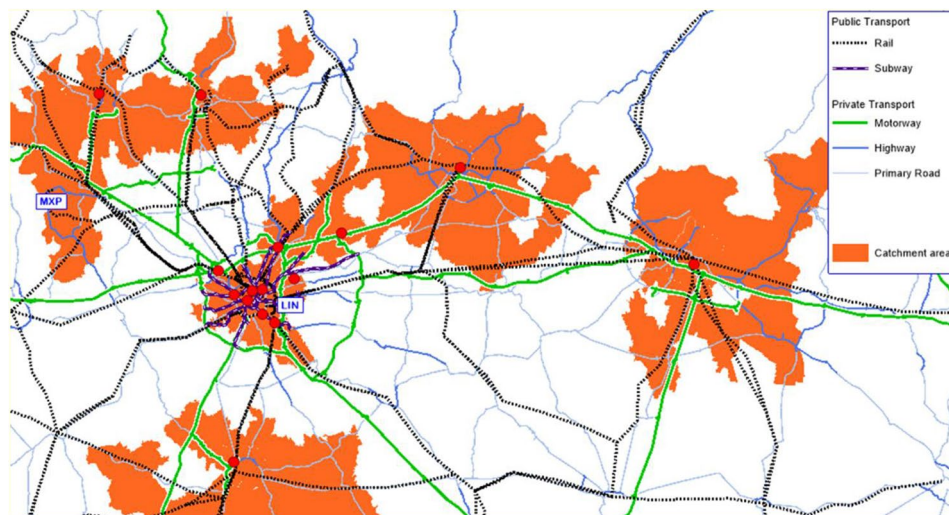 Public Transport
Rail
Subway
Private Transport
Motorway
Highway
Primary Road
Catchment area
MXP
LIN